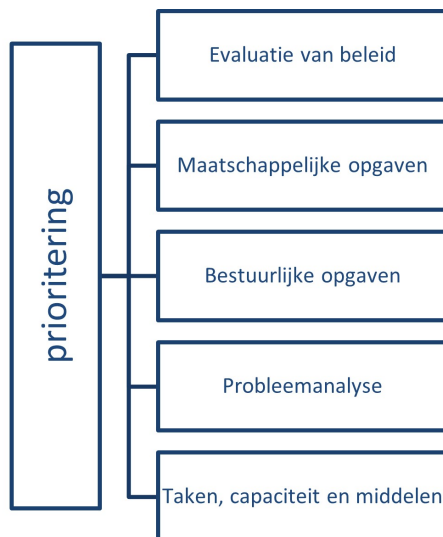 prioritering
Evaluatie van beleid
Maatschappelijke opgaven
Bestuurlijke opgaven
Probleemanalyse
Taken, capaciteit en middelen